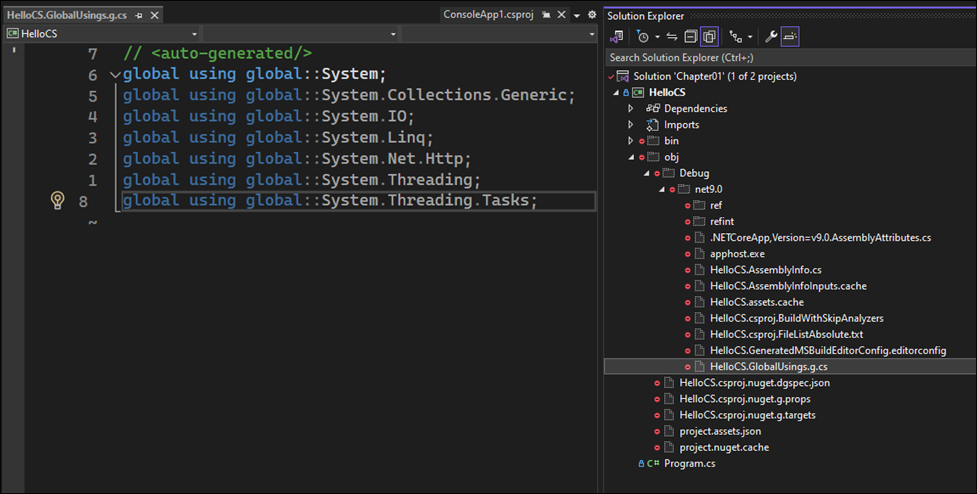 HelloCS.GlobalUsings.g.cs
ConsoleApp1.csproj
HelloCS
7 // <auto-generated/>
6 global using global::System;
5 global using global::System.Collections.Generic;
4 global using global::System.IO;
3 global using global::System.Linq;
2 global using global::System.Net.Http;
1 global using global::System.Threading;
8 global using global::System.Threading.Tasks;
~
Solution Explorer
Search Solution Explorer (Ctrl+;)
Solution 'Chapter01' (1 of 2 projects)
HelloCS
Dependencies
Imports
bin
obj
Debug
net9.0
ref
refint
.NETCoreApp,Version=v9.0.AssemblyAttributes.cs
apphost.exe
HelloCS.AssemblyInfo.cs
HelloCS.AssemblyInfoInputs.cache
HelloCS.assets.cache
HelloCS.csproj.BuildWithSkipAnalyzers
HelloCS.csproj.FileListAbsolute.txt
HelloCS.GeneratedMSBuildEditorConfig.editorconfig
HelloCS.GlobalUsings.g.cs
HelloCS.csproj.nuget.dgspec.json
HelloCS.csproj.nuget.g.props
HelloCS.csproj.nuget.g.targets
project.assets.json
project.nuget.cache
C# Program.cs